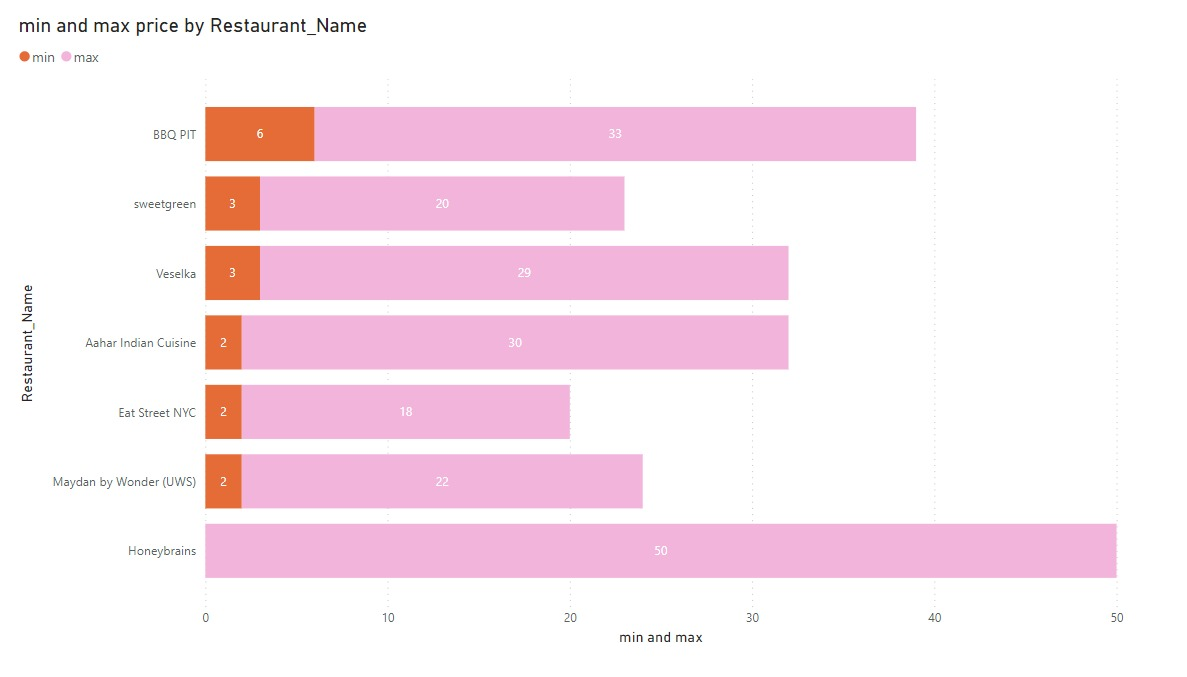 min and max price by Restaurant_Name
min max
BBQ PIT 6 33
sweetgreen 3 20
Veselka 3 29
Aahar Indian Cuisine 2 30
Eat Street NYC 2 18
Maydan by Wonder (UWS) 2 22
Honeybrains 50
Restaurant_Name
0 10 20 30 40 50
min and max